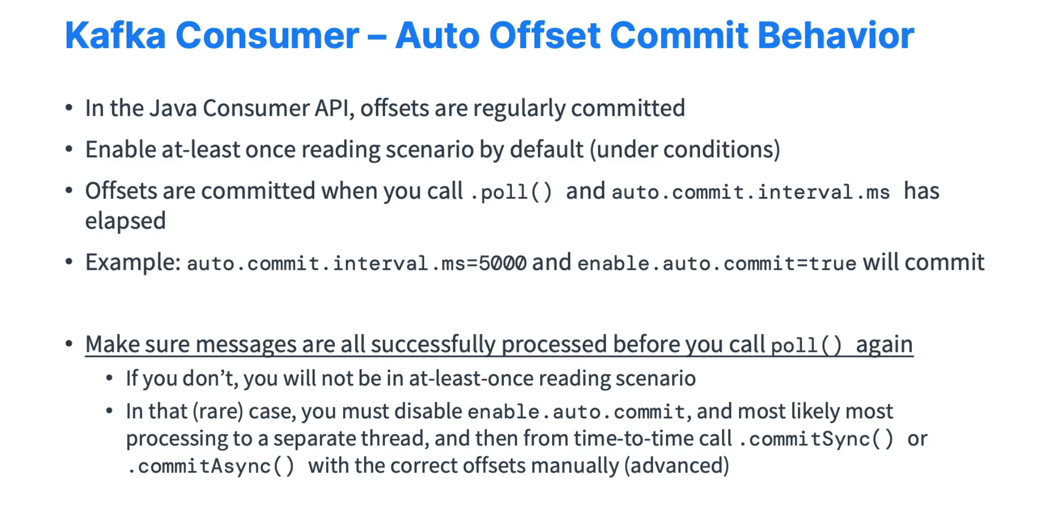 Kafka Consumer – Auto Offset Commit Behavior
• In the Java Consumer API, offsets are regularly committed
• Enable at-least once reading scenario by default (under conditions)
• Offsets are committed when you call .poll() and auto.commit.interval.ms has
elapsed
• Example: auto.commit.interval.ms=5000 and enable.auto.commit=true will commit
• Make sure messages are all successfully processed before you call poll() again
• If you don’t, you will not be in at-least-once reading scenario
• In that (rare) case, you must disable enable.auto.commit, and most likely most
processing to a separate thread, and then from time-to-time call .commitSync() or
.commitAsync() with the correct offsets manually (advanced)